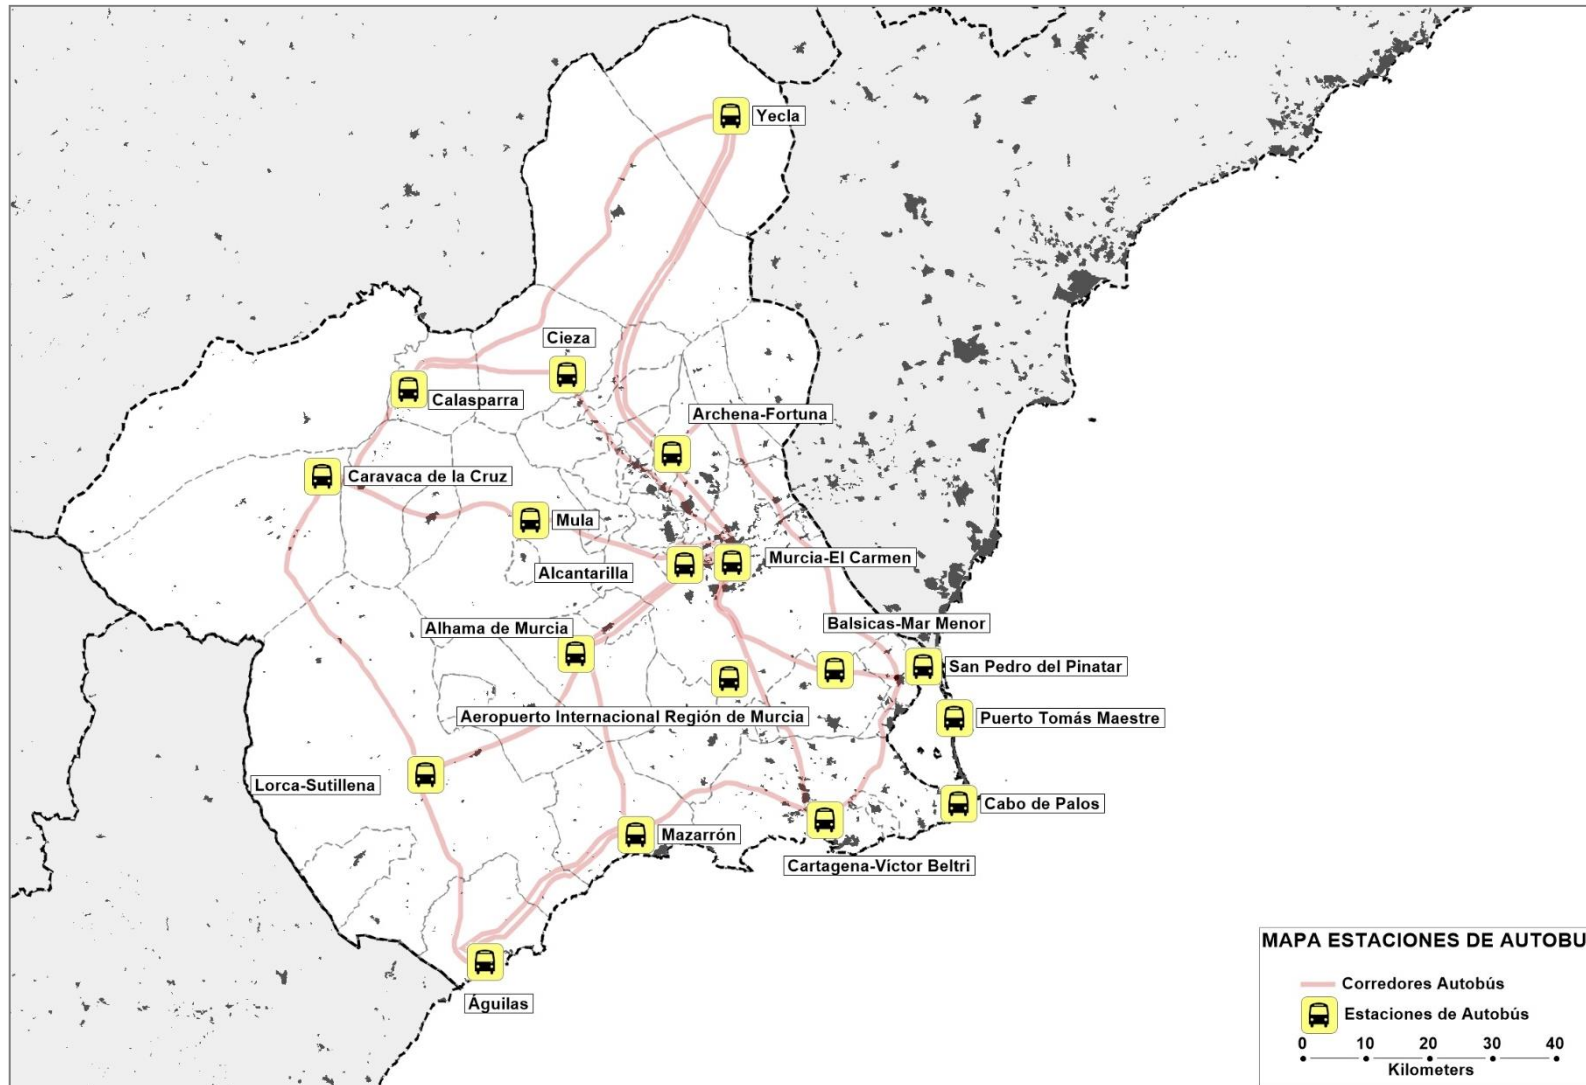 Yecla
Cieza
Calasparra
Archena-Fortuna
Caravaca de la Cruz
Mula
Alcantarilla
Murcia-El Carmen
Alhama de Murcia
Balsicas-Mar Menor
San Pedro del Pinatar
Aeropuerto Internacional Región de Murcia
Puerto Tomás Maestre
Lorca-Sutillena
Cabo de Palos
Mazarrón
Cartagena-Víctor Beltri
Águilas
MAPA ESTACIONES DE AUTOBU
Corredores Autobús
Estaciones de Autobús
0 10 20 30 40
Kilometers